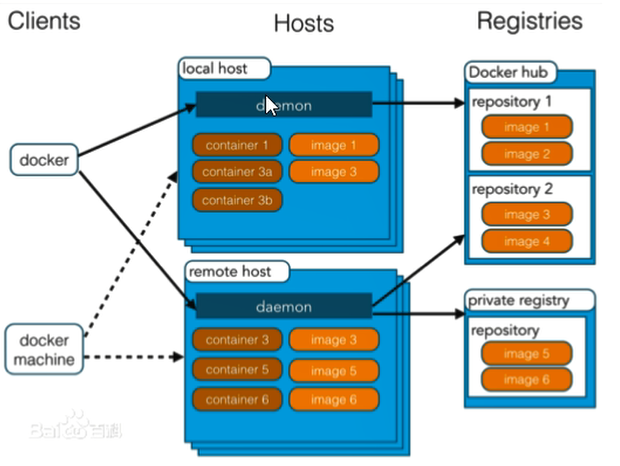 Clients
Hosts
Registries
local host
daemon
container 1
image 1
container 3a
image 3
container 3b
docker
docker
machine
remote host
daemon
container 3
image 3
container 5
image 5
container 6
image 6
Docker hub
repository 1
image 1
image 2
repository 2
image 3
image 4
private registry
repository
image 5
image 6
Bai百科